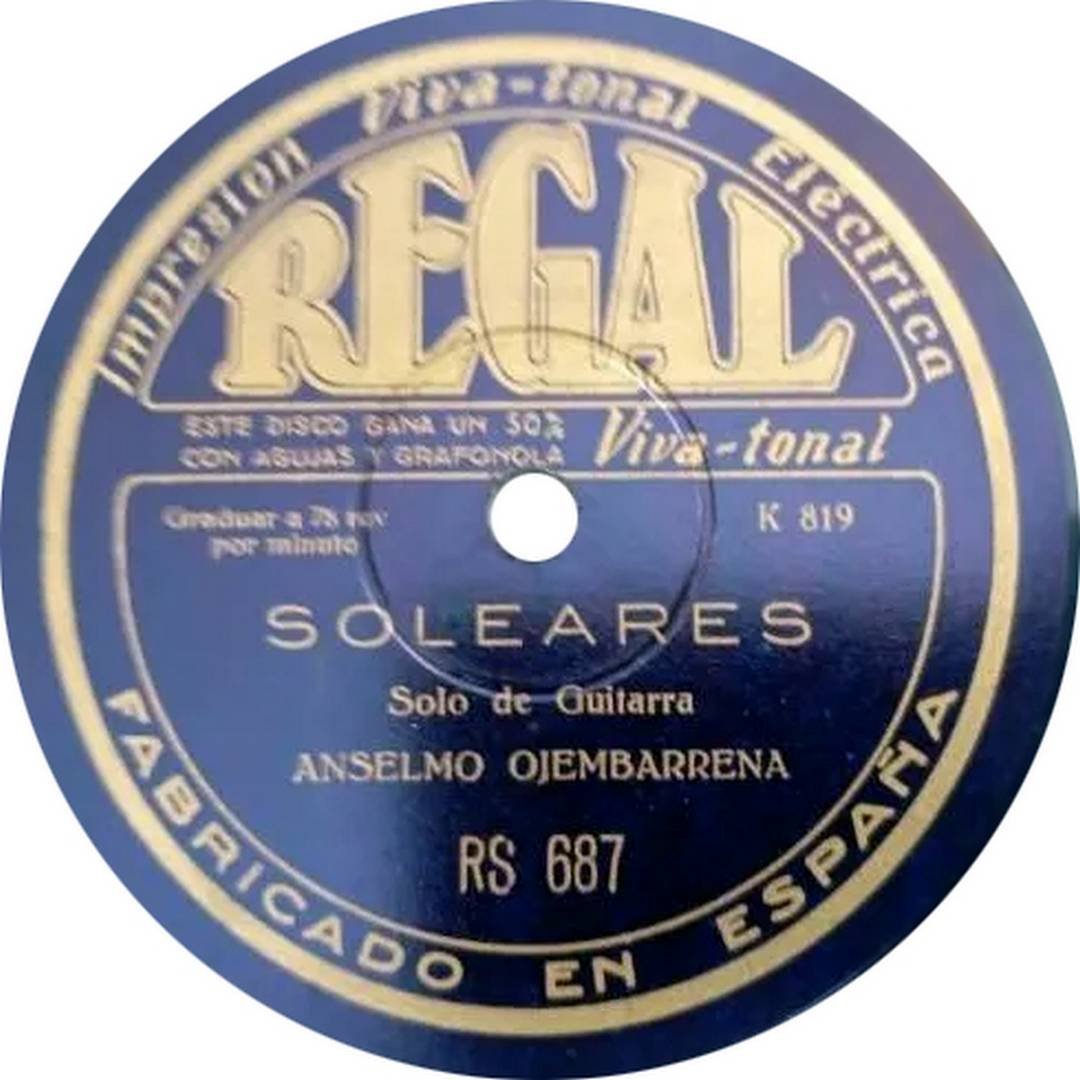 Impresion Viva-tonal Eléctrica
REGAL
ESTE DISCO GANA UN 50%
CON AGUJAS Y GRAFONOLA
Viva-tonal
Graduar a 78 rev
por minuto
K 819
SOLEARES
Solo de Guitarra
ANSELMO OJEMBARRENA
RS 687
FABRICADO EN ESPAÑA